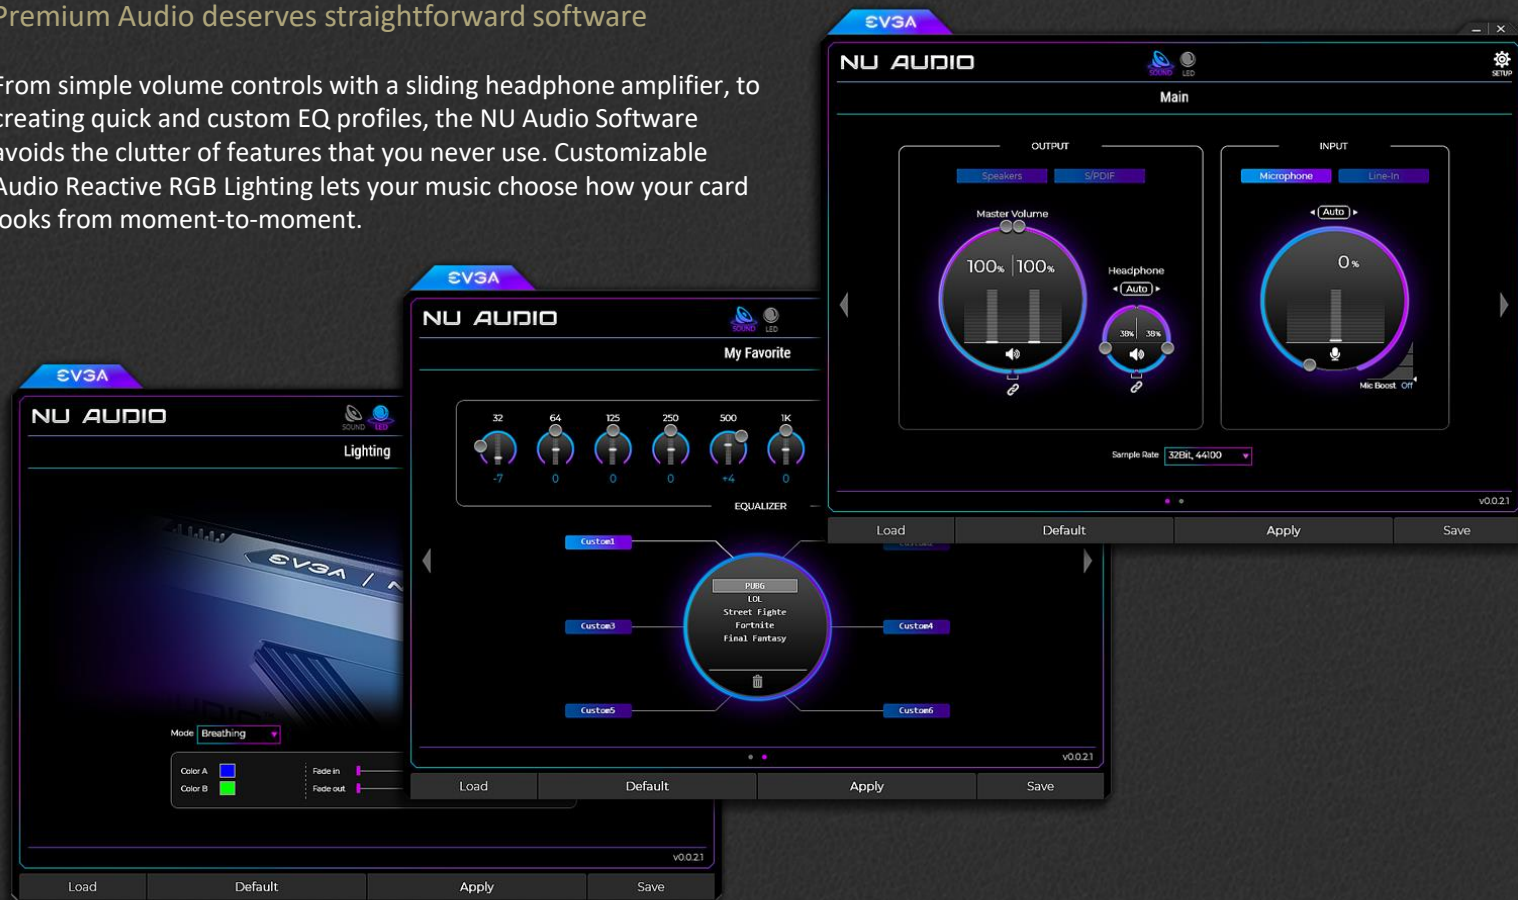 Premium Audio deserves straightforward software
From simple volume controls with a sliding headphone amplifier, to
creating quick and custom EQ profiles, the NU Audio Software
avoids the clutter of features that you never use. Customizable
Audio Reactive RGB Lighting lets your music choose how your card
looks from moment-to-moment.
EVGA
NU AUDIO
SOUND LED
SETUP
Main
OUTPUT
Speakers S/PDIF
Master Volume
100% 100%
Headphone
Auto
38% 38%
INPUT
Microphone Line-In
Auto
0%
Mic Boost Off
Sample Rate 32Bit, 44100
v0.0.2.1
Load Default Apply Save
EVGA
NU AUDIO
SOUND LED
My Favorite
32 64 125 250 500 1K
-7 0 0 0 +4 0
EQUALIZER
Custom1
PUBG
LOL
Street Fighte
Fortnite
Final Fantasy
Custom3 Custom4
Custom5 Custom6
v0.0.2.1
Load Default Apply Save
EVGA
NU AUDIO
SOUND LED
Lighting
EVGA / N
Mode Breathing
Color A Fade in
Color B Fade out
v0.0.2.1
Load Default Apply Save